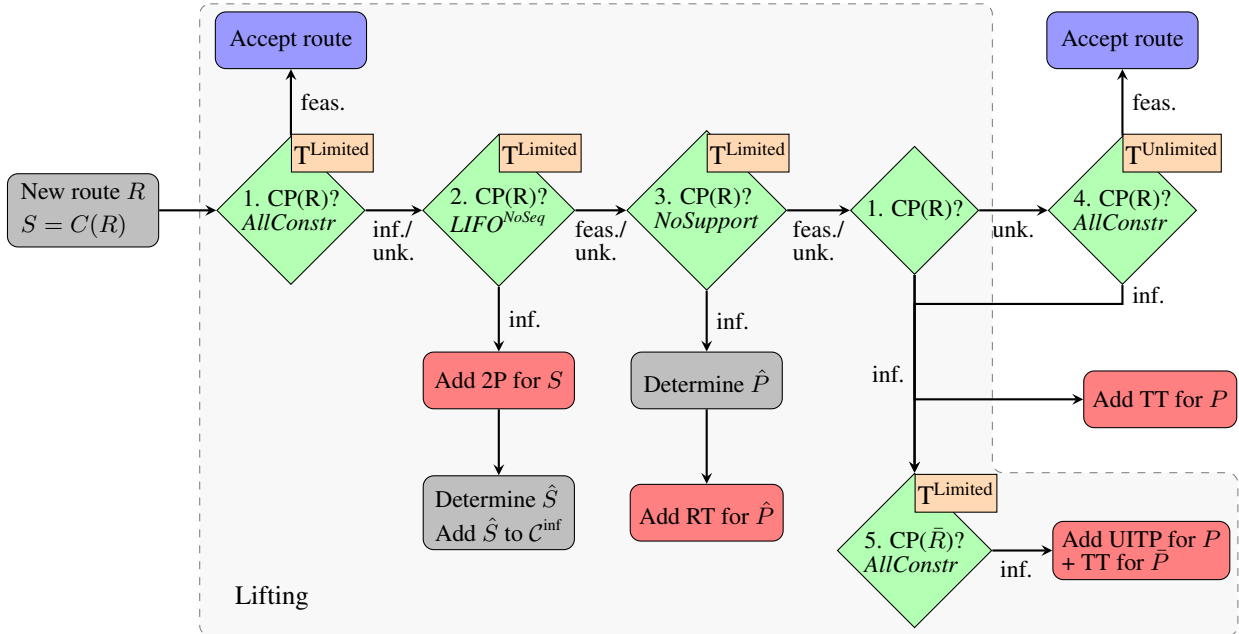 Accept route
Accept route
feas.
feas.
T^Limited
T^Limited
T^Limited
T^Unlimited
New route R
S = C(R)
1. CP(R)?
AllConstr
inf./
unk.
2. CP(R)?
LIFO^NoSeq
feas./
unk.
3. CP(R)?
NoSupport
feas./
unk.
1. CP(R)?
unk.
4. CP(R)?
AllConstr
inf.
inf.
inf.
Add 2P for S
Determine P̂
inf.
Add TT for P
Determine Ŝ
Add Ŝ to 𝒞^inf
Add RT for P̂
T^Limited
5. CP(R̄)?
AllConstr
inf.
Add UITP for P
+ TT for P̄
Lifting